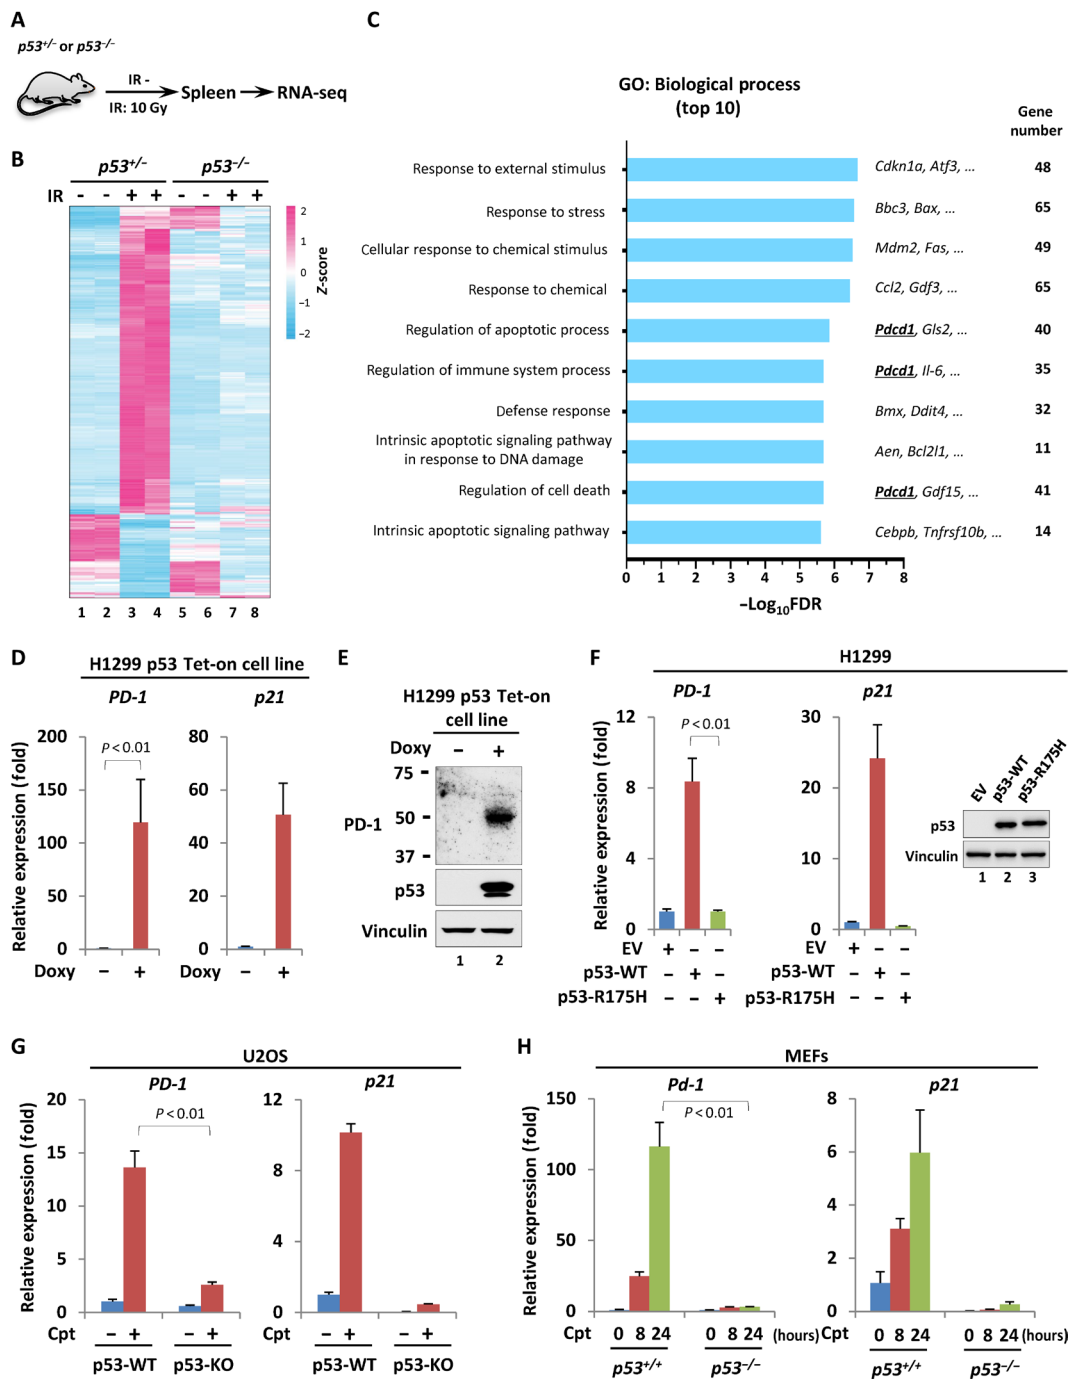 A
p53+/– or p53–/–
IR -
IR: 10 Gy
Spleen
RNA-seq
B
p53+/–
p53–/–
IR - - + + - - + +
2
1
0
–1
–2
Z-score
1 2 3 4 5 6 7 8
C
GO: Biological process
(top 10)
Gene
number
Response to external stimulus
Cdkn1a, Atf3, ...
48
Response to stress
Bbc3, Bax, ...
65
Cellular response to chemical stimulus
Mdm2, Fas, ...
49
Response to chemical
Ccl2, Gdf3, ...
65
Regulation of apoptotic process
Pdcd1, Gls2, ...
40
Regulation of immune system process
Pdcd1, Il-6, ...
35
Defense response
Bmx, Ddit4, ...
32
Intrinsic apoptotic signaling pathway
in response to DNA damage
Aen, Bcl2l1, ...
11
Regulation of cell death
Pdcd1, Gdf15, ...
41
Intrinsic apoptotic signaling pathway
Cebpb, Tnfrsf10b, ...
14
0 1 2 3 4 5 6 7 8
–Log10FDR
D
H1299 p53 Tet-on cell line
PD-1
p21
Relative expression (fold)
200
150
100
50
0
P < 0.01
80
60
40
20
0
Doxy – +
Doxy – +
E
H1299 p53 Tet-on
cell line
Doxy – +
75
PD-1
50
37
p53
Vinculin
1 2
F
H1299
PD-1
p21
Relative expression (fold)
12
8
4
0
P < 0.01
30
20
10
0
EV + – –
p53-WT – + –
p53-R175H – – +
EV + – –
p53-WT – + –
p53-R175H – – +
EV
p53-WT
p53-R175H
p53
Vinculin
1 2 3
G
U2OS
PD-1
p21
Relative expression (fold)
20
15
10
5
0
P < 0.01
12
8
4
0
Cpt – + – +
p53-WT p53-KO
Cpt – + – +
p53-WT p53-KO
H
MEFs
Pd-1
p21
Relative expression (fold)
150
100
50
0
P < 0.01
8
6
4
2
0
Cpt 0 8 24 0 8 24 (hours)
p53+/+ p53–/–
0 8 24 0 8 24 (hours)
p53+/+ p53–/–